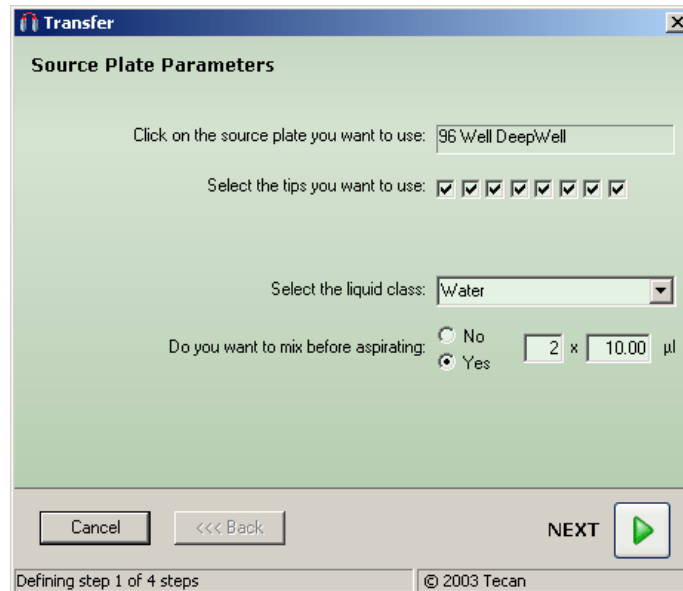 Transfer
Source Plate Parameters
Click on the source plate you want to use: 96 Well DeepWell
Select the tips you want to use:
Select the liquid class: Water
Do you want to mix before aspirating: No 2 x 10.00 µl
Yes
Cancel <<< Back NEXT
Defining step 1 of 4 steps © 2003 Tecan